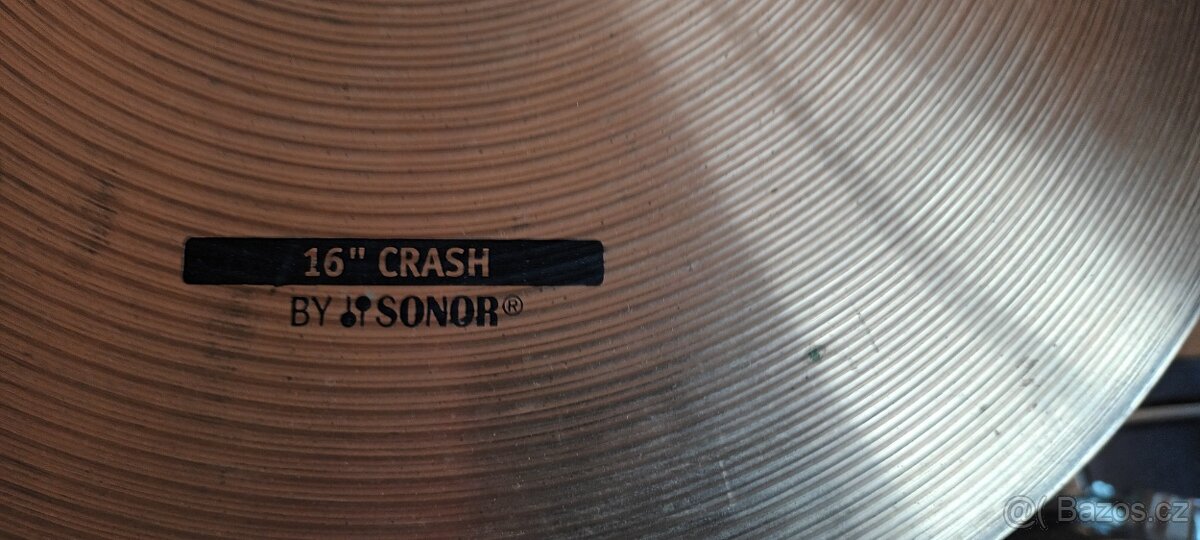 16" CRASH
BY SONOR®
@( Bazos.cz